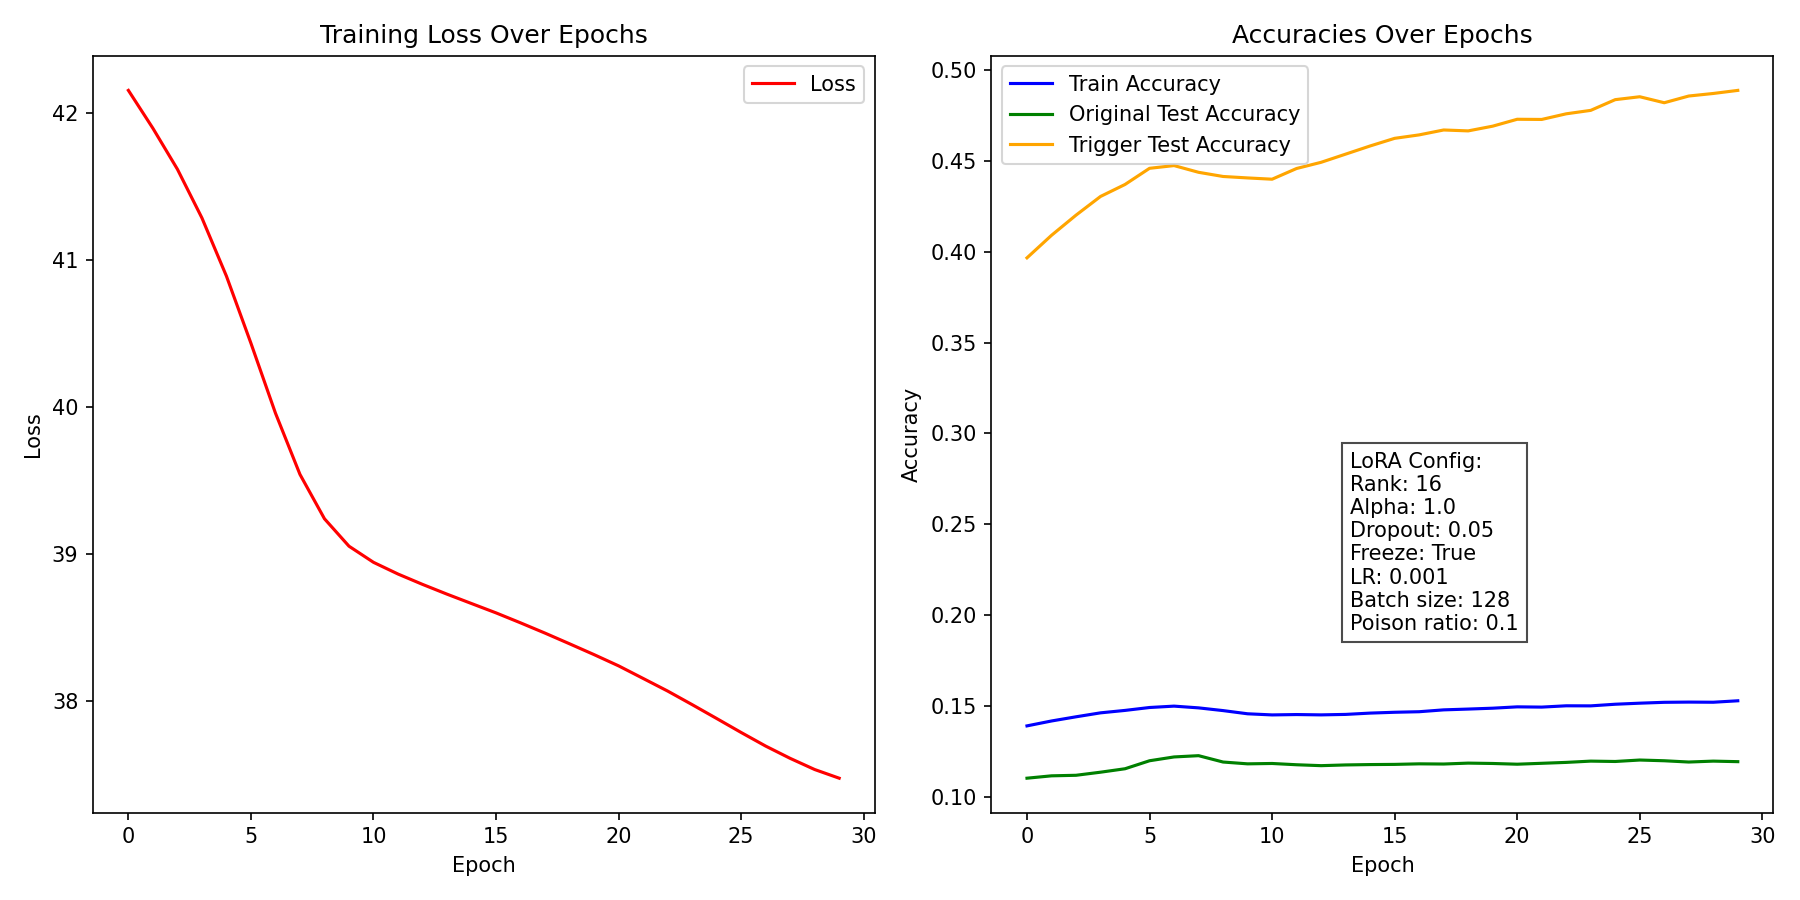 Training Loss Over Epochs
Loss
42
41
40
39
38
Loss
0
5
10
15
20
25
30
Epoch
Accuracies Over Epochs
Train Accuracy
Original Test Accuracy
Trigger Test Accuracy
0.50
0.45
0.40
0.35
0.30
0.25
0.20
0.15
0.10
Accuracy
LoRA Config:
Rank: 16
Alpha: 1.0
Dropout: 0.05
Freeze: True
LR: 0.001
Batch size: 128
Poison ratio: 0.1
0
5
10
15
20
25
30
Epoch